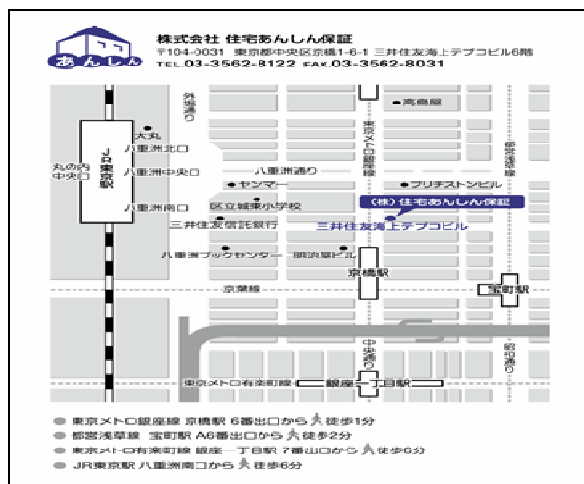 株式会社 住宅あんしん保証
あんしん
〒104-0031 東京都中央区京橋1-6-1 三井住友海上テプコビル6階
TEL.03-3562-8122 FAX.03-3562-8031
外堀通り
高島屋
大丸
八重洲北口
東京メトロ銀座線
昭和通り
丸の内
中央口
JR東京駅
八重洲中央口
八重洲通り
ヤンマー
ブリヂストンビル
八重洲南口
区立城東小学校
(株)住宅あんしん保証
三井住友信託銀行
三井住友海上テプコビル
八重洲ブックセンター
明治屋ビル
京橋駅
京葉線
宝町駅
中央通り
昭和通り
東京メトロ有楽町線
銀座一丁目駅
東京メトロ銀座線 京橋駅 6番出口から 徒歩1分
都営浅草線 宝町駅 A6番出口から 徒歩2分
東京メトロ有楽町線 銀座一丁目駅 7番出口から 徒歩6分
JR東京駅 八重洲南口から 徒歩6分